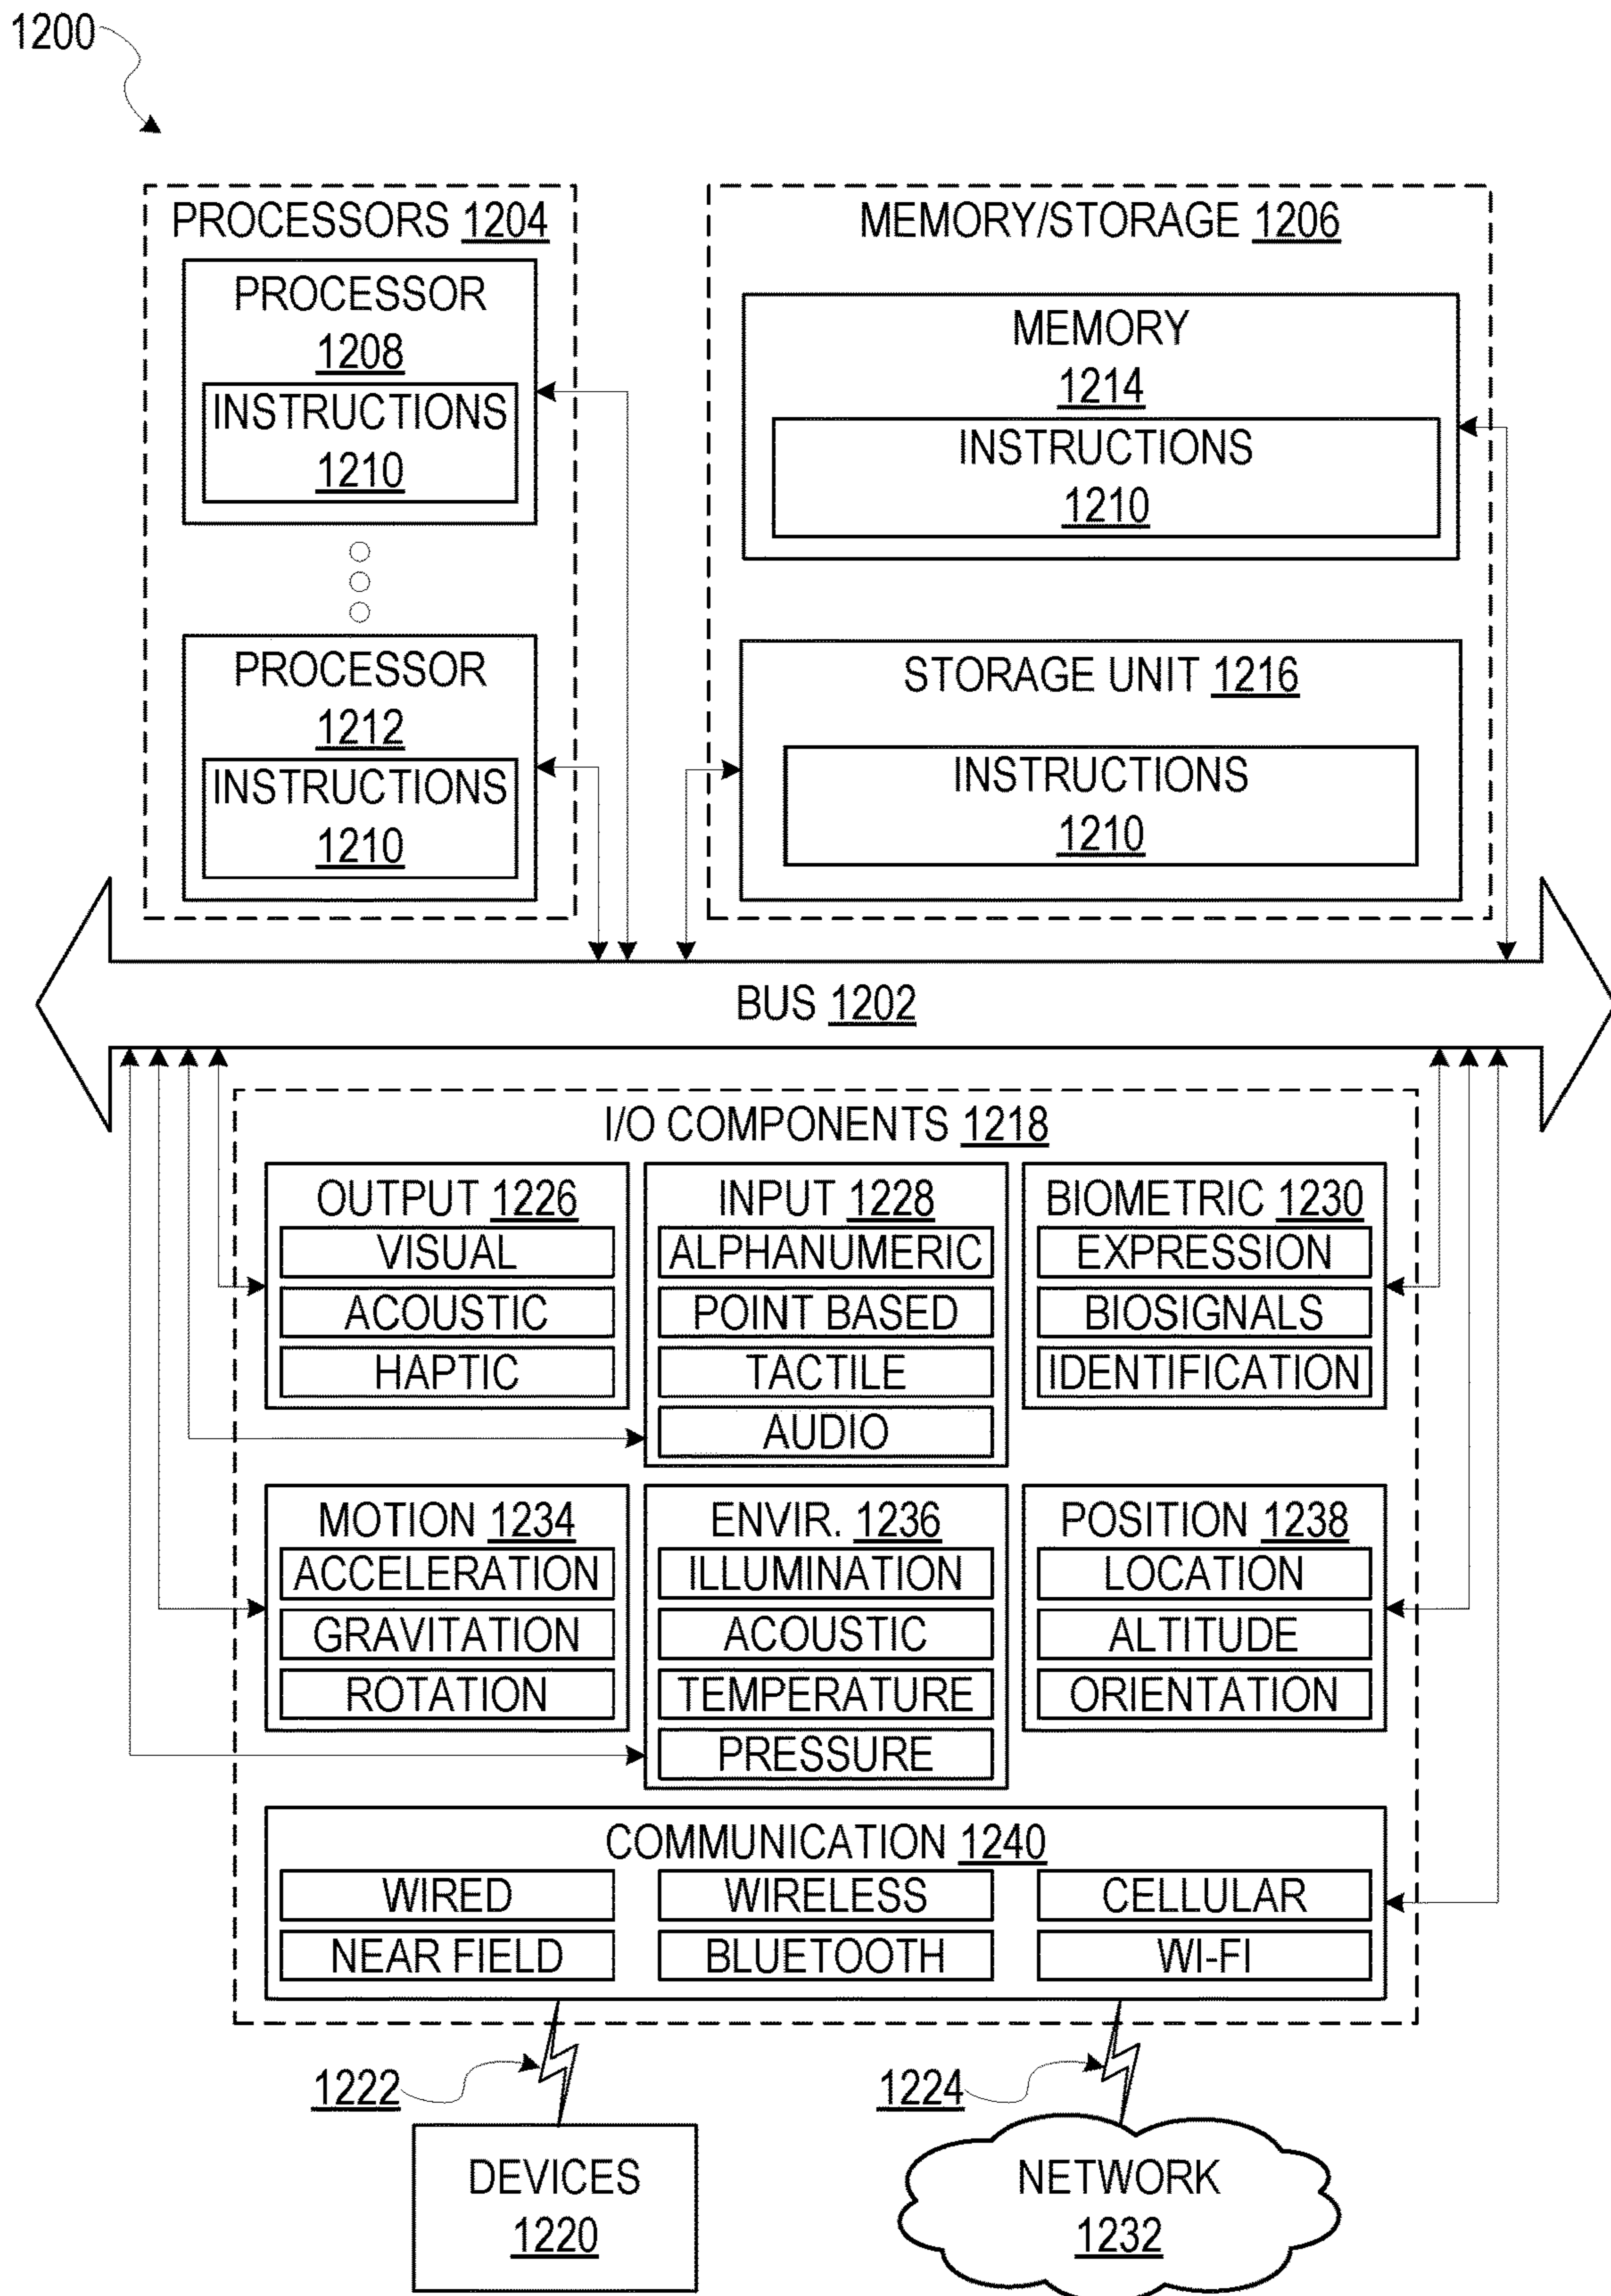 1200
PROCESSORS 1204
PROCESSOR
1208
INSTRUCTIONS
1210
PROCESSOR
1212
INSTRUCTIONS
1210
MEMORY/STORAGE 1206
MEMORY
1214
INSTRUCTIONS
1210
STORAGE UNIT 1216
INSTRUCTIONS
1210
BUS 1202
I/O COMPONENTS 1218
OUTPUT 1226
VISUAL
ACOUSTIC
HAPTIC
INPUT 1228
ALPHANUMERIC
POINT BASED
TACTILE
AUDIO
BIOMETRIC 1230
EXPRESSION
BIOSIGNALS
IDENTIFICATION
MOTION 1234
ACCELERATION
GRAVITATION
ROTATION
ENVIR. 1236
ILLUMINATION
ACOUSTIC
TEMPERATURE
PRESSURE
POSITION 1238
LOCATION
ALTITUDE
ORIENTATION
COMMUNICATION 1240
WIRED
WIRELESS
CELLULAR
NEAR FIELD
BLUETOOTH
WI-FI
1222
1224
DEVICES
1220
NETWORK
1232